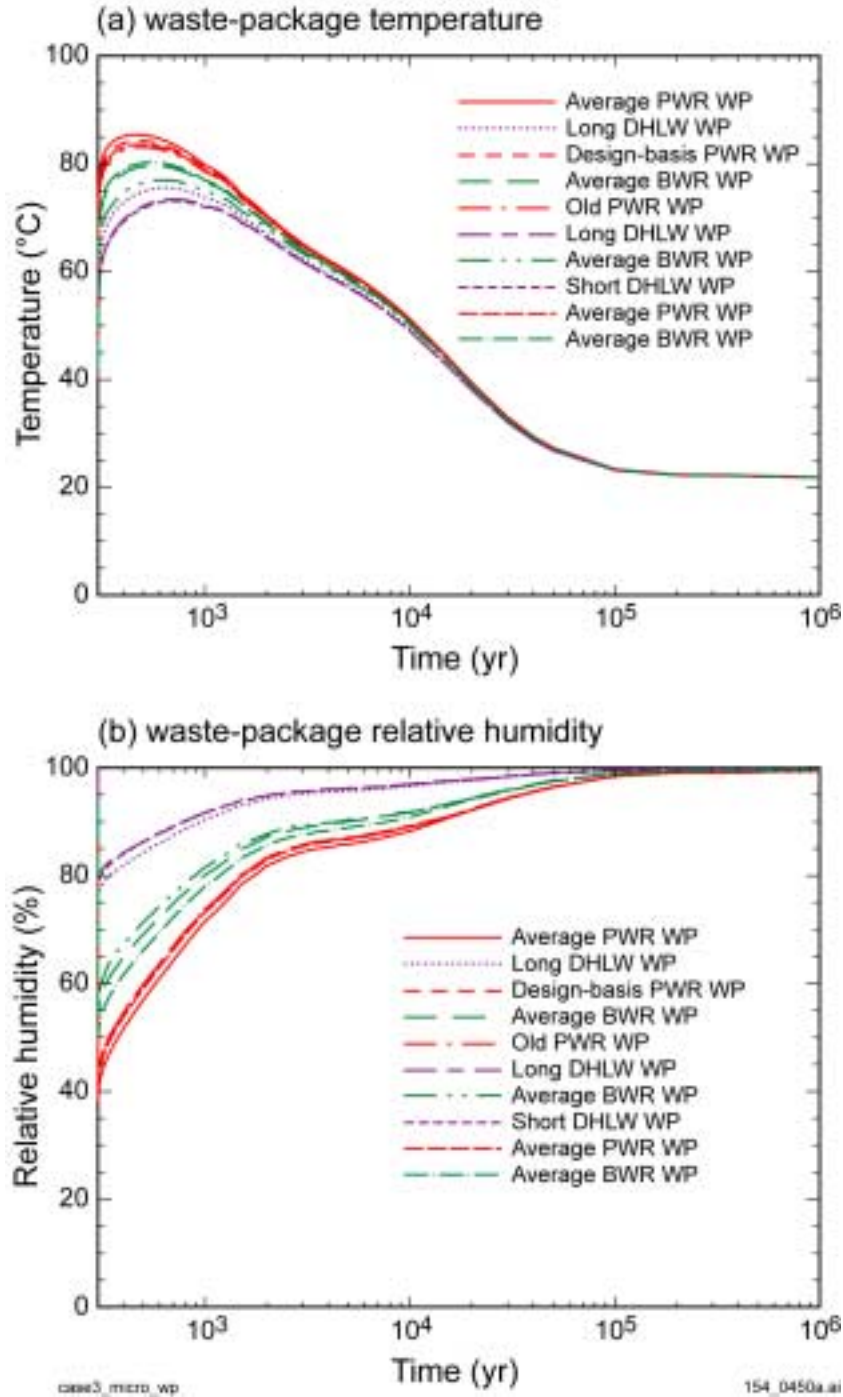 (a) waste-package temperature
100
80
60
40
20
0
Temperature (°C)
Average PWR WP
Long DHLW WP
Design-basis PWR WP
Average BWR WP
Old PWR WP
Long DHLW WP
Average BWR WP
Short DHLW WP
Average PWR WP
Average BWR WP
10³ 10⁴ 10⁵ 10⁶
Time (yr)
(b) waste-package relative humidity
100
80
60
40
20
0
Relative humidity (%)
Average PWR WP
Long DHLW WP
Design-basis PWR WP
Average BWR WP
Old PWR WP
Long DHLW WP
Average BWR WP
Short DHLW WP
Average PWR WP
Average BWR WP
10³ 10⁴ 10⁵ 10⁶
Time (yr)
case3_micro_wp 154_0450a.ai